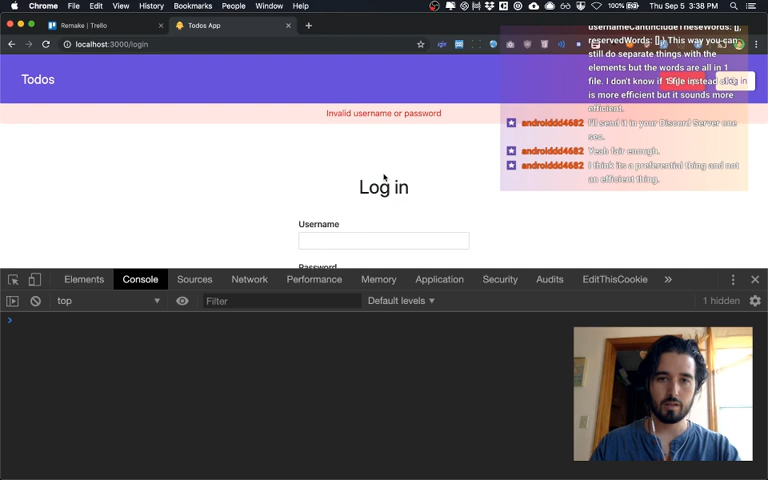 Chrome File Edit View History Bookmarks People Window Help 100% Thu Sep 5 3:38 PM
Remake | Trello
Todos App
localhost:3000/login
usernameCantIncludeTheseWords: [],
reservedWords: [].) This way you can
still do separate things with the
elements but the words are all in 1
file. I don't know if 1 file instead of
is more efficient but it sounds more
efficient.
Todos
Log in
Invalid username or password
androiddd4682 I'll send it in your Discord Server one
sec.
androiddd4682 Yeah fair enough.
androiddd4682 I think its a preferential thing and not
an efficient thing.
Log in
Username
Password
Elements Console Sources Network Performance Memory Application Security Audits EditThisCookie »
top Filter Default levels 1 hidden